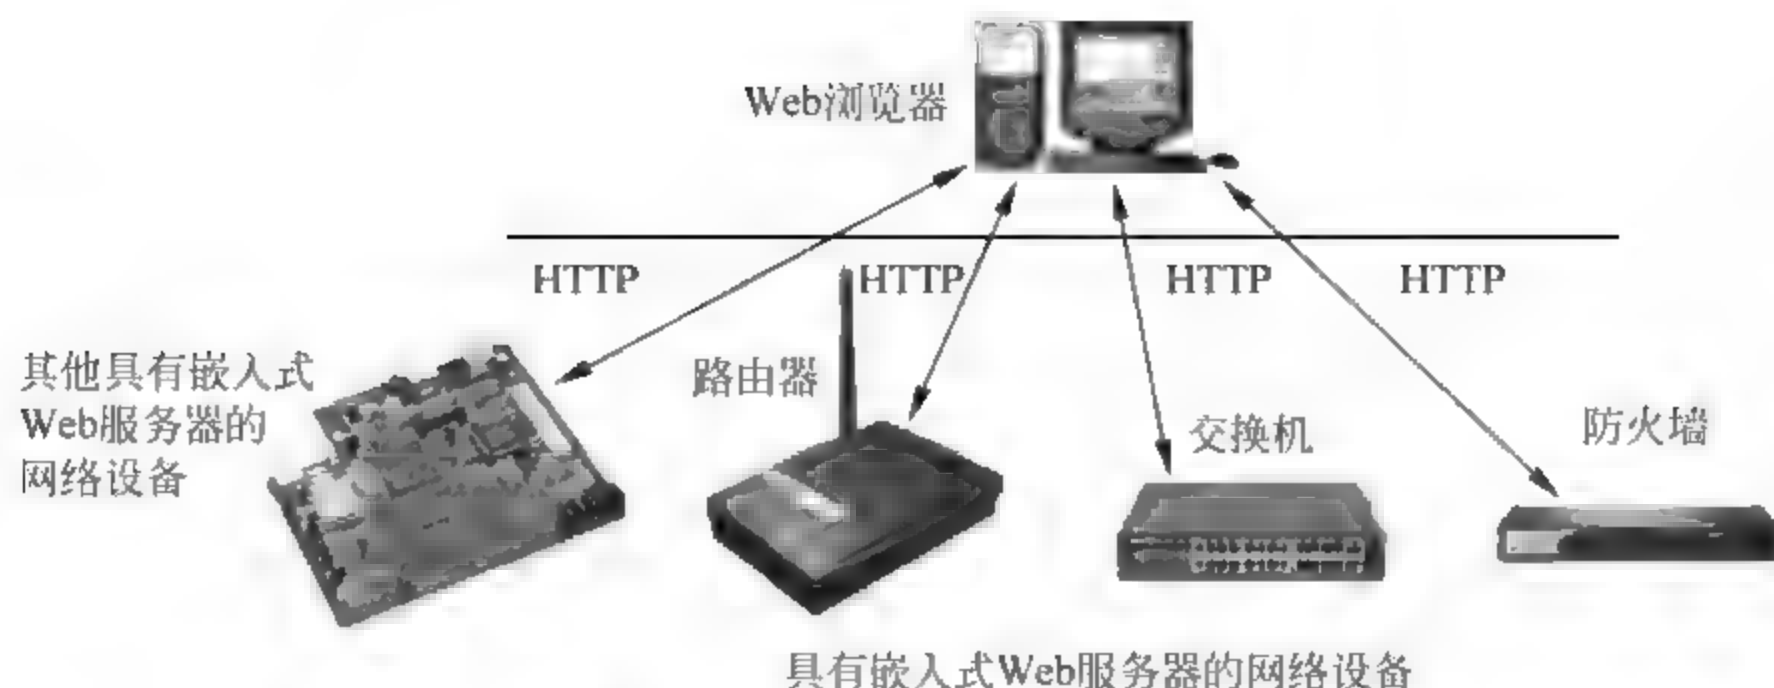 Web浏览器
HTTP
HTTP
HTTP
HTTP
其他具有嵌入式
Web服务器的
网络设备
路由器
交换机
防火墙
具有嵌入式Web服务器的网络设备